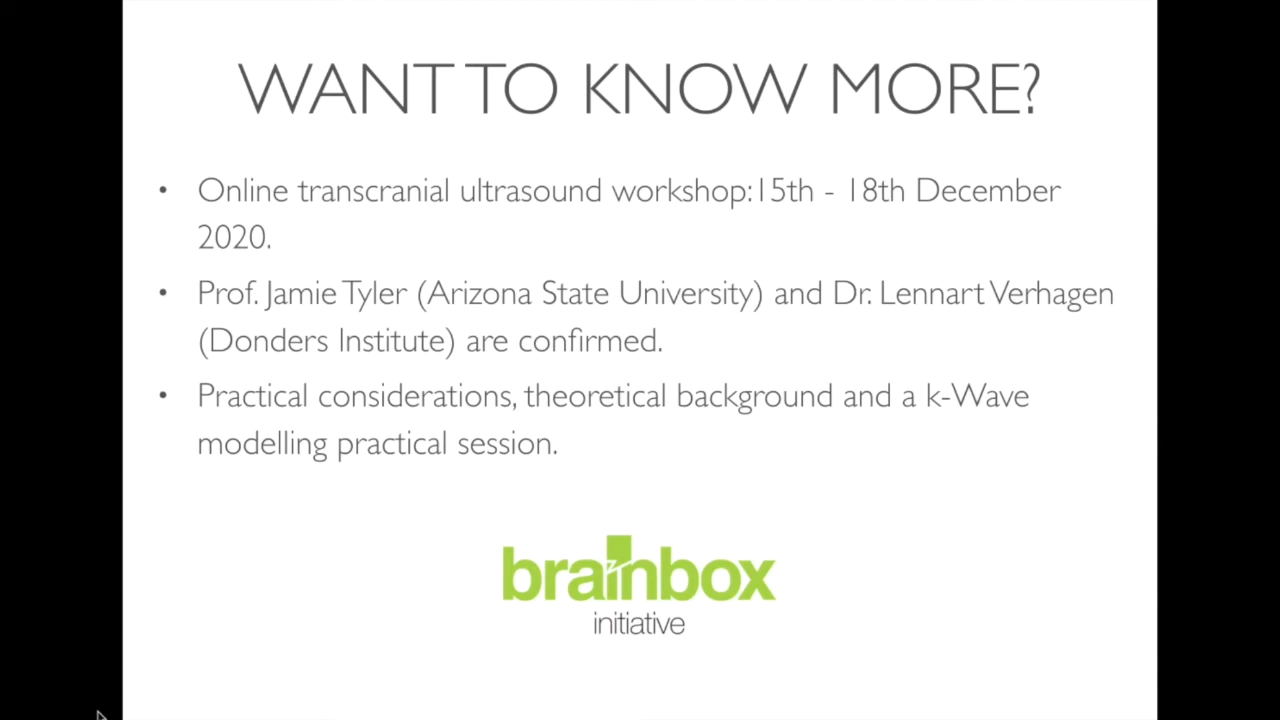 WANT TO KNOW MORE?
• Online transcranial ultrasound workshop:15th - 18th December
2020.
• Prof. Jamie Tyler (Arizona State University) and Dr. Lennart Verhagen
(Donders Institute) are confirmed.
• Practical considerations, theoretical background and a k-Wave
modelling practical session.
brainbox
initiative